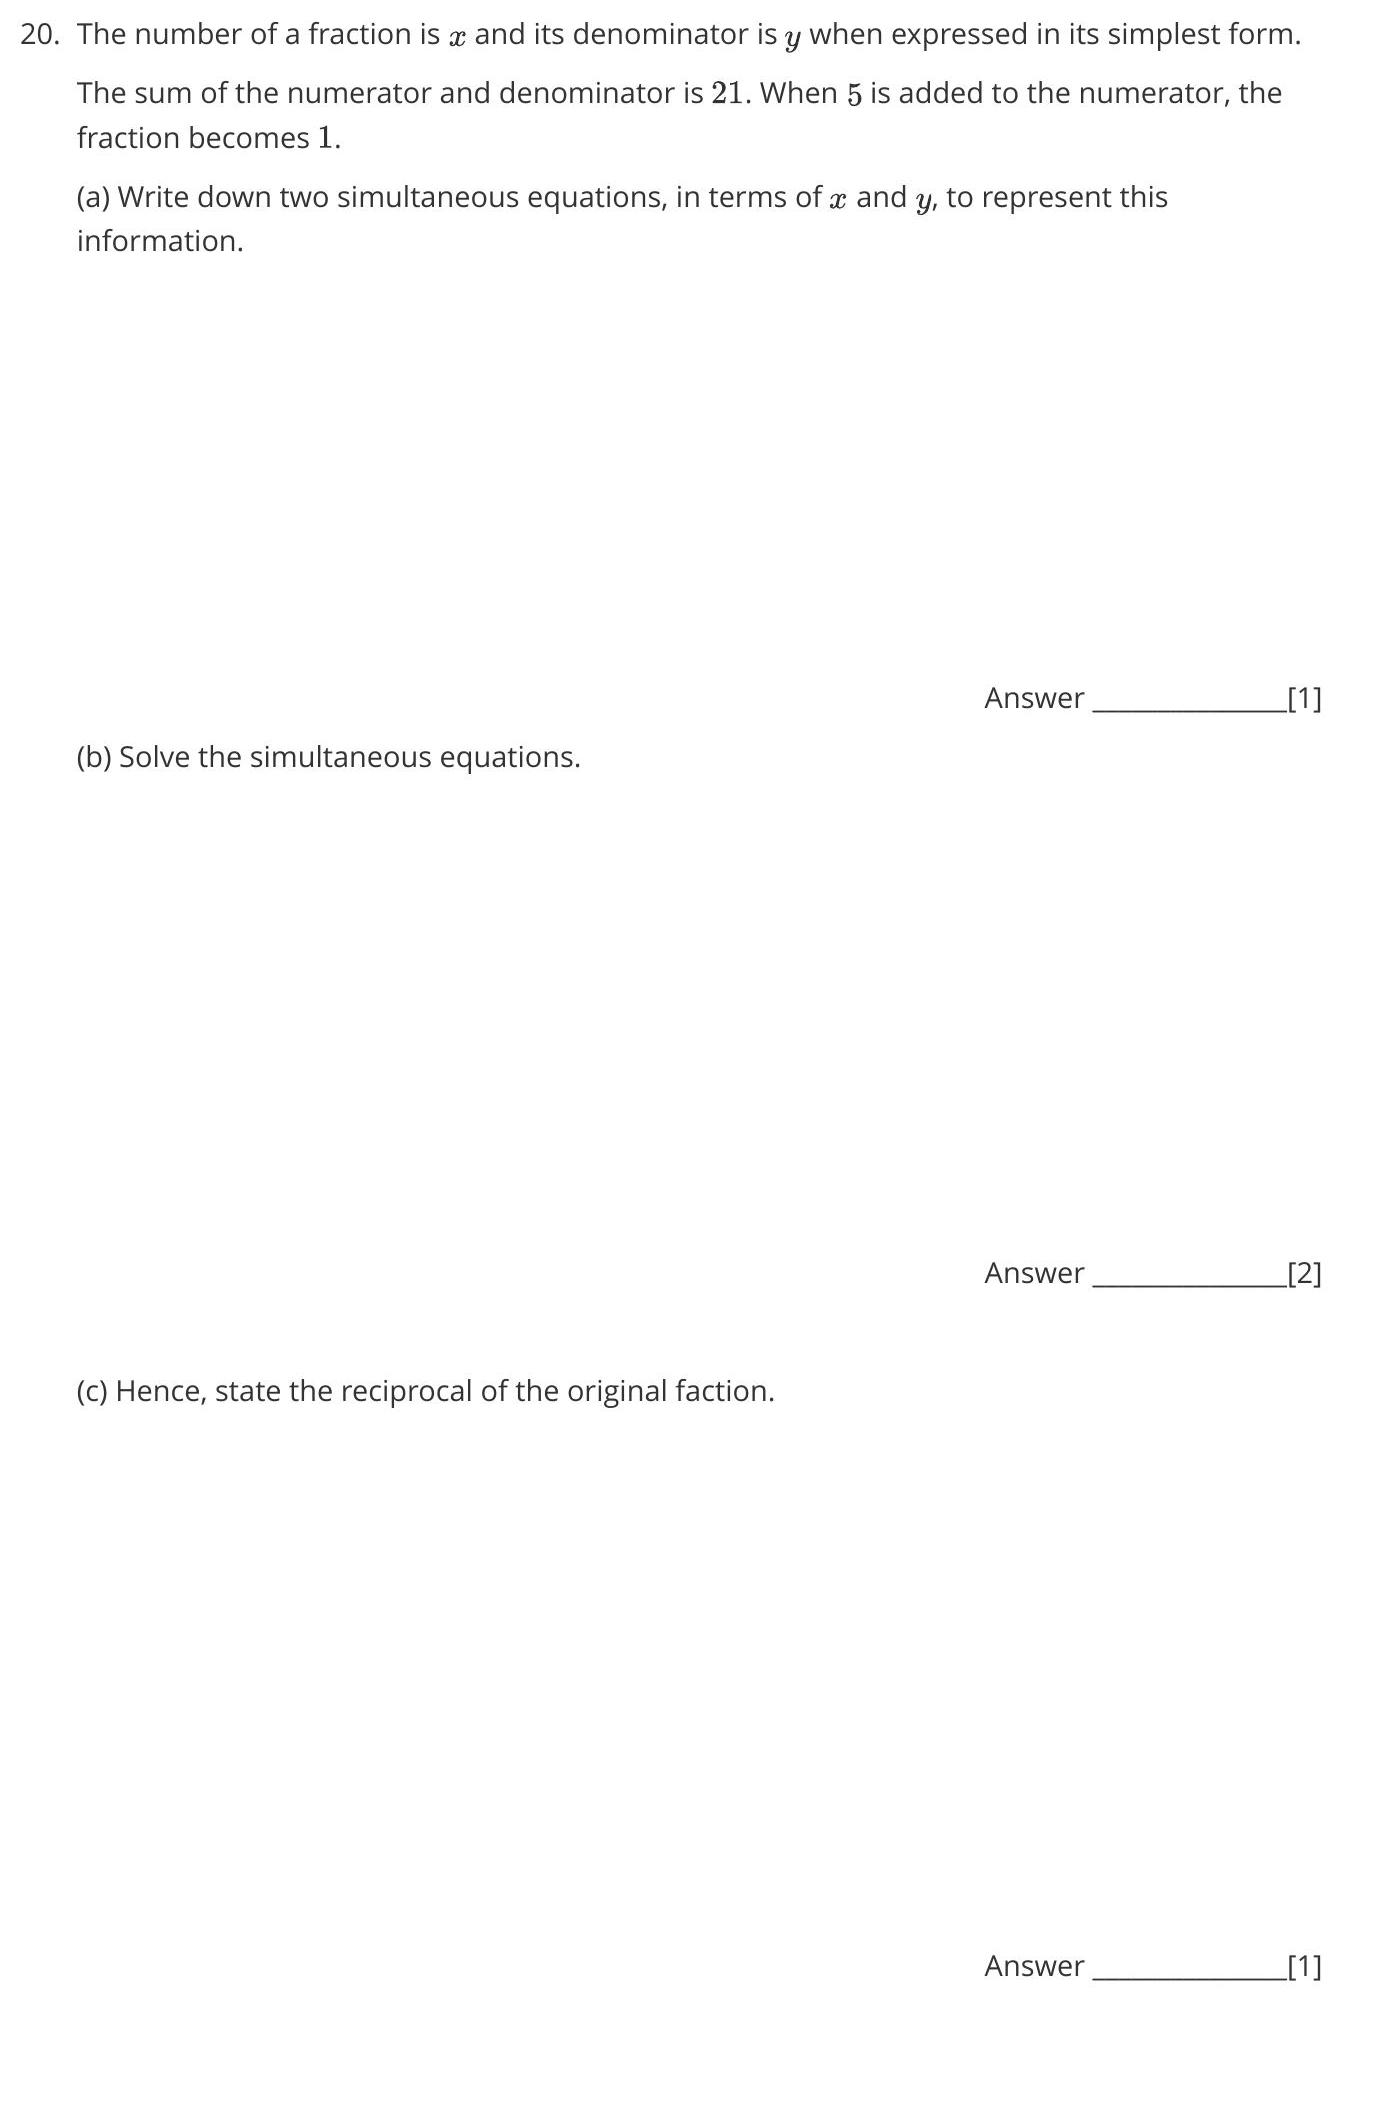 20. The number of a fraction is x and its denominator is y when expressed in its simplest form.
The sum of the numerator and denominator is 21. When 5 is added to the numerator, the
fraction becomes 1.
(a) Write down two simultaneous equations, in terms of x and y, to represent this
information.
Answer ____________[1]
(b) Solve the simultaneous equations.
Answer ____________[2]
(c) Hence, state the reciprocal of the original faction.
Answer ____________[1]